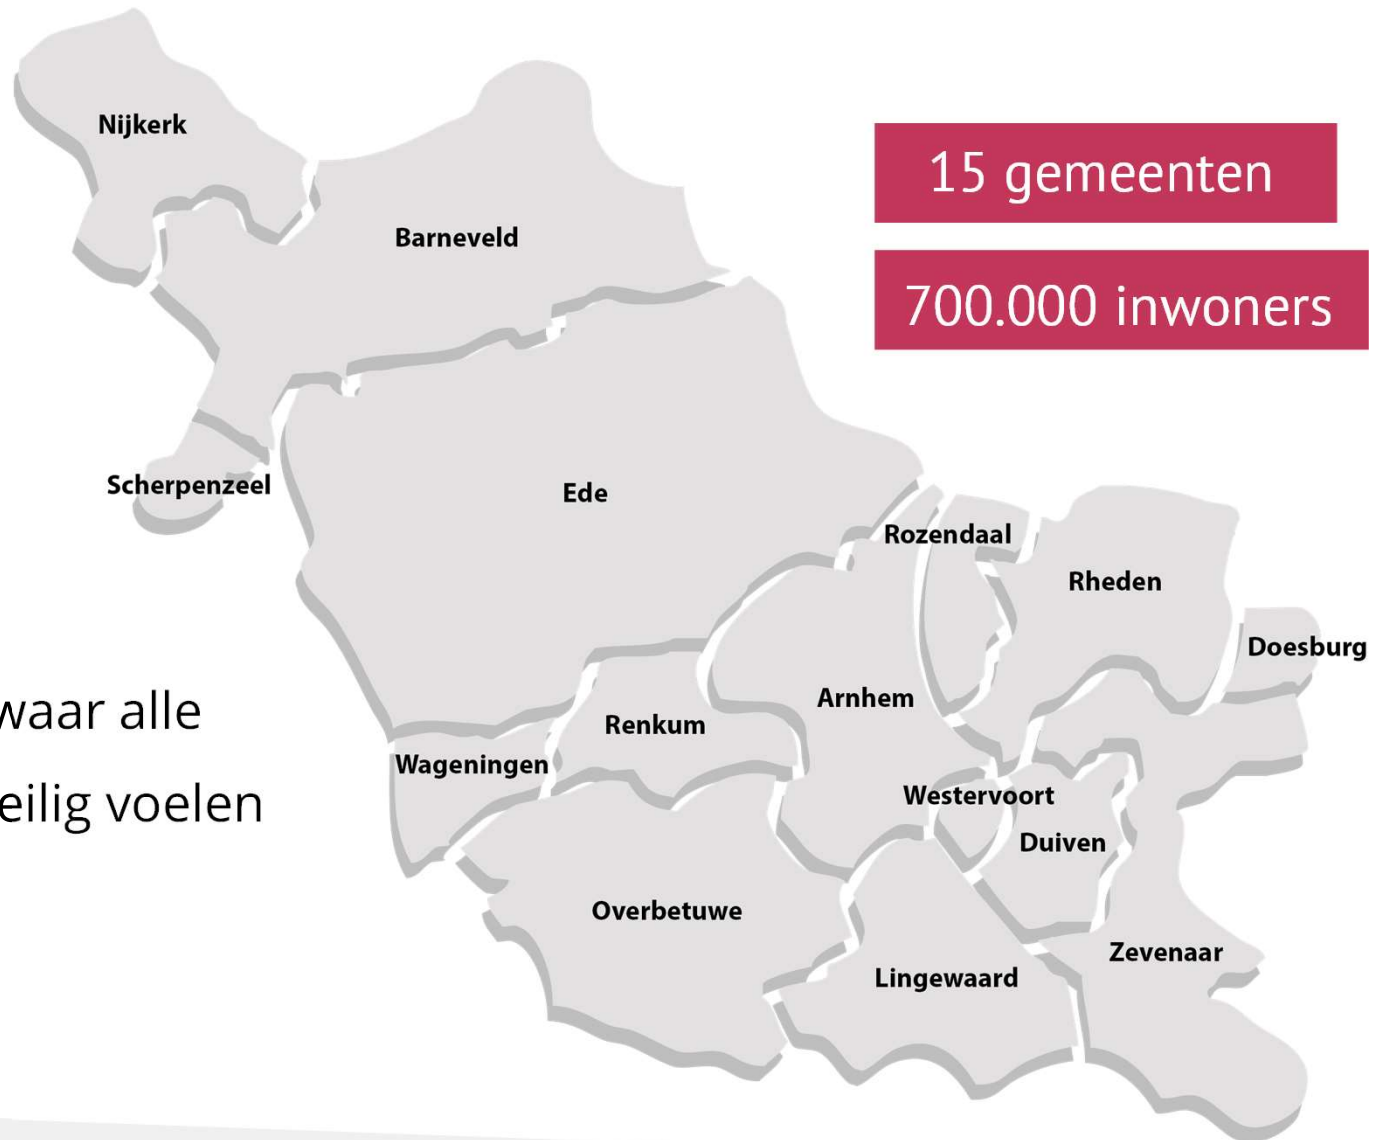 Nijkerk
15 gemeenten
Barneveld
700.000 inwoners
Scherpenzeel
Ede
Rozendaal
Rheden
Doesburg
Arnhem
waar alle
Renkum
Wageningen
Westervoort
eilig voelen
Duiven
Overbetuwe
Zevenaar
Lingewaard